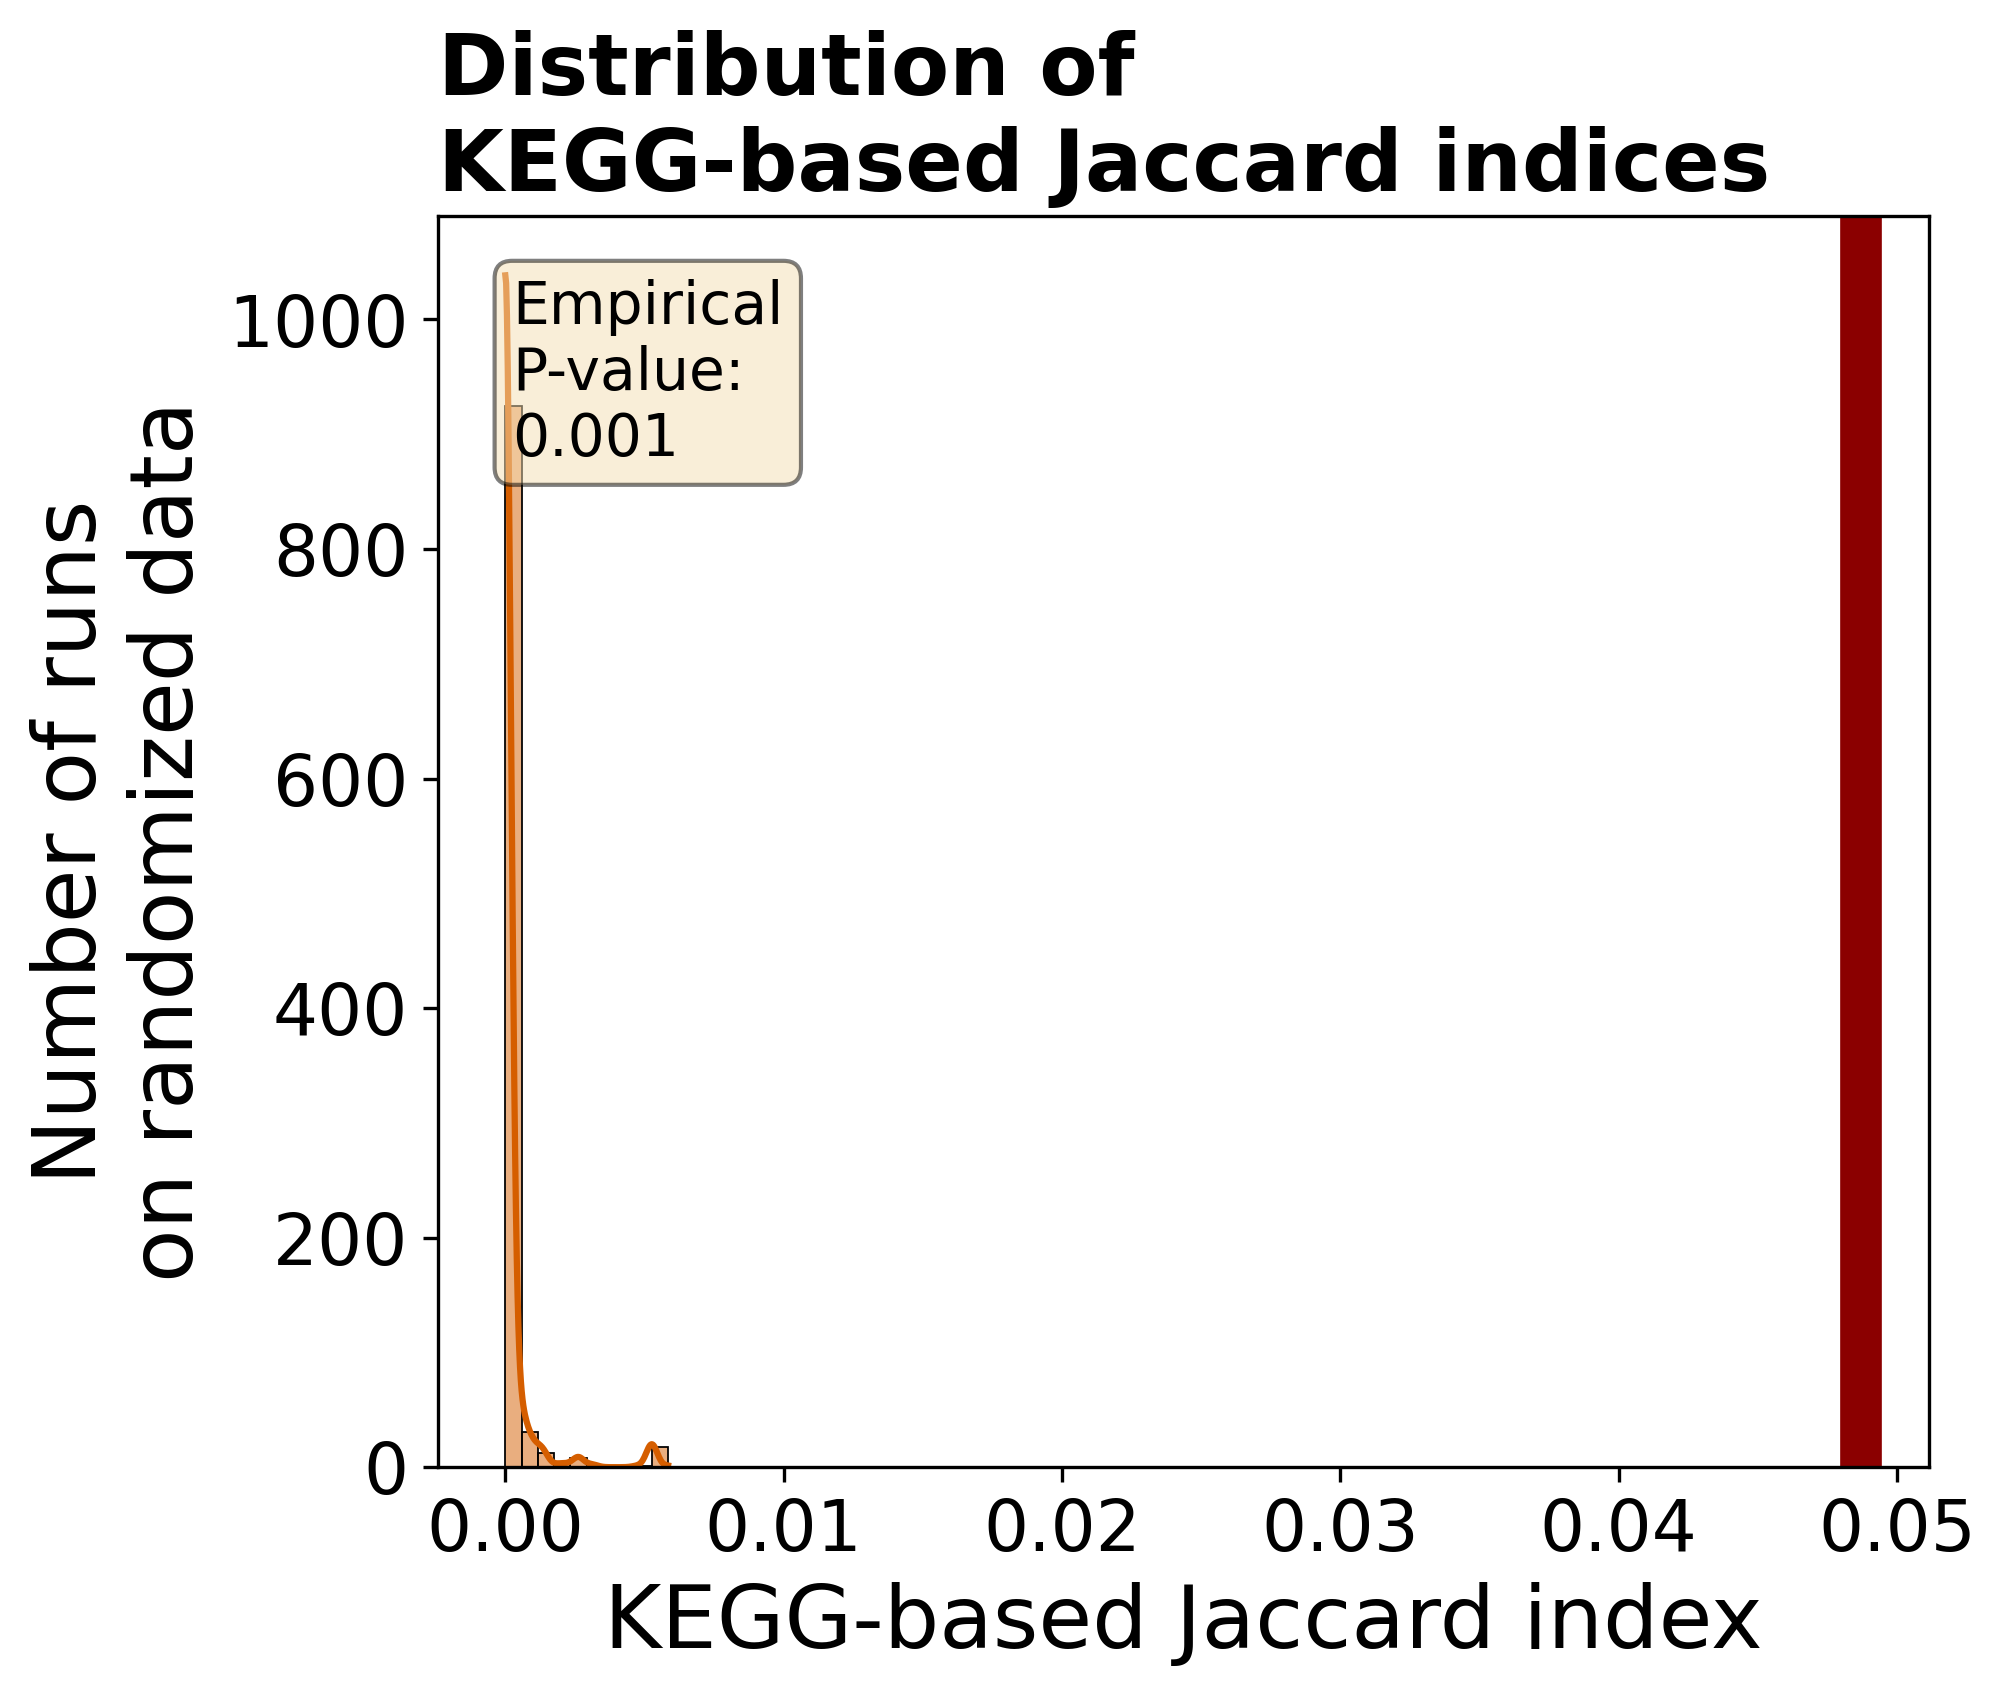 Distribution of
KEGG-based Jaccard indices
Number of runs
on randomized data
1000
800
600
400
200
0
Empirical
P-value:
0.001
0.00
0.01
0.02
0.03
0.04
0.05
KEGG-based Jaccard index